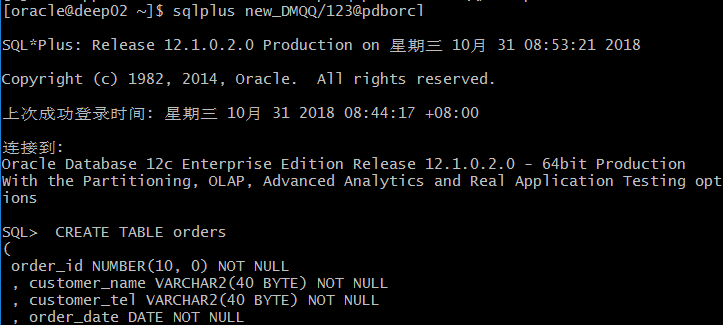 [oracle@deep02 ~]$ sqlplus new_DMQQ/123@pdborcl
SQL*Plus: Release 12.1.0.2.0 Production on 星期三 10月 31 08:53:21 2018
Copyright (c) 1982, 2014, Oracle.  All rights reserved.
上次成功登录时间: 星期三 10月 31 2018 08:44:17 +08:00
连接到:
Oracle Database 12c Enterprise Edition Release 12.1.0.2.0 - 64bit Production
With the Partitioning, OLAP, Advanced Analytics and Real Application Testing opt
ions
SQL>  CREATE TABLE orders
(
 order_id NUMBER(10, 0) NOT NULL
 , customer_name VARCHAR2(40 BYTE) NOT NULL
 , customer_tel VARCHAR2(40 BYTE) NOT NULL
 , order_date DATE NOT NULL